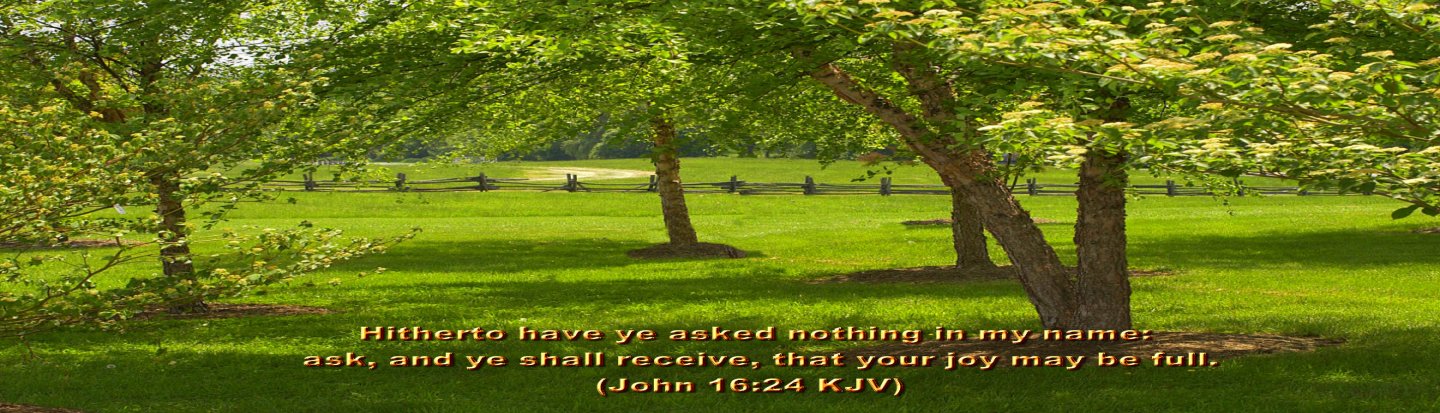 Hitherto have ye asked nothing in my name:
ask, and ye shall receive, that your joy may be full.
(John 16:24 KJV)